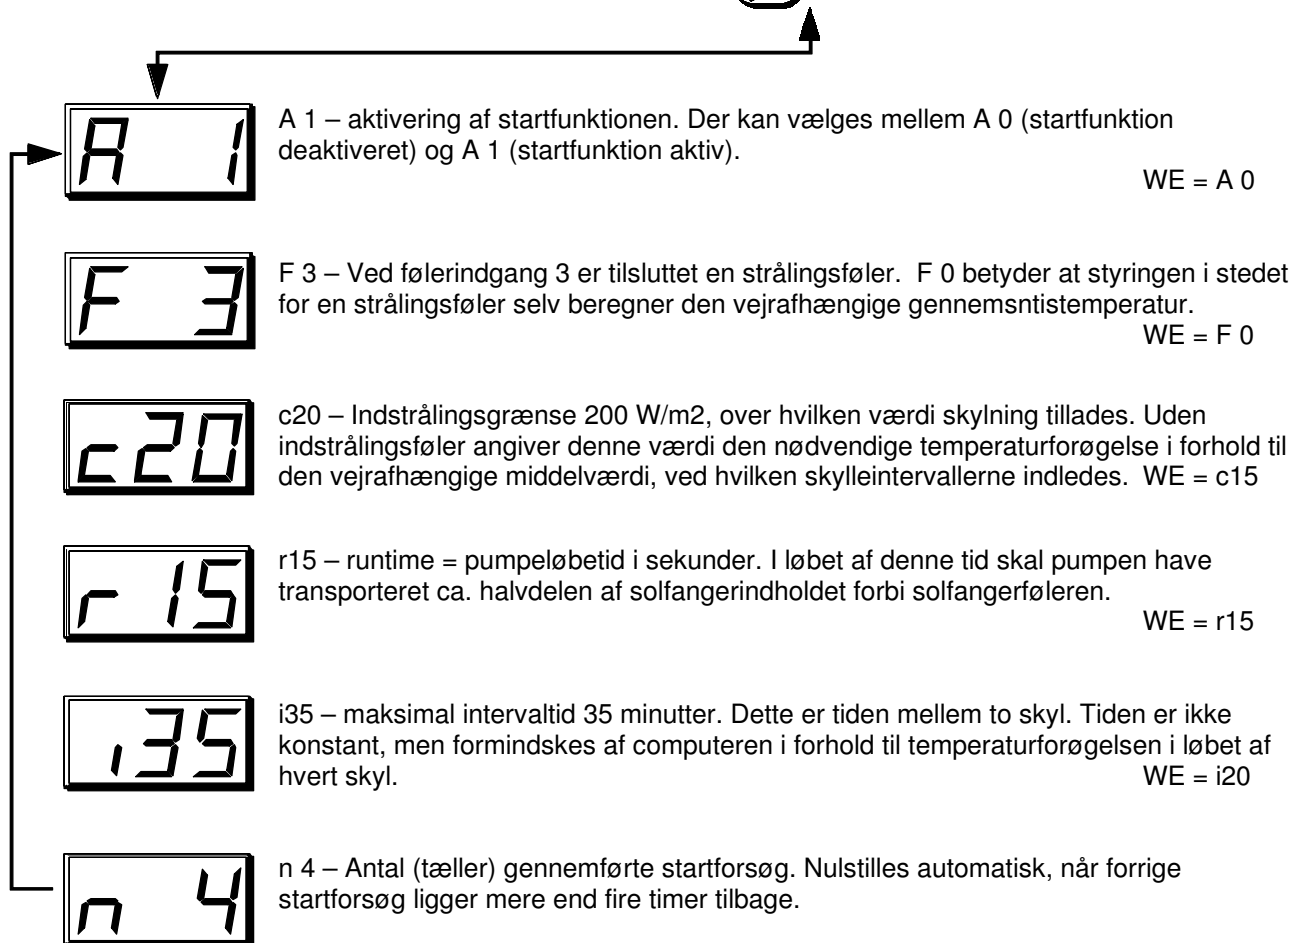 A 1
A 1 – aktivering af startfunktionen. Der kan vælges mellem A 0 (startfunktion
deaktiveret) og A 1 (startfunktion aktiv).
WE = A 0
F 3
F 3 – Ved følerindgang 3 er tilsluttet en strålingsføler. F 0 betyder at styringen i stedet
for en strålingsføler selv beregner den vejrafhængige gennemsntistemperatur.
WE = F 0
c20
c20 – Indstrålingsgrænse 200 W/m2, over hvilken værdi skylning tillades. Uden
indstrålingsføler angiver denne værdi den nødvendige temperaturforøgelse i forhold til
den vejrafhængige middelværdi, ved hvilken skylleintervallerne indledes. WE = c15
r15
r15 – runtime = pumpeløbetid i sekunder. I løbet af denne tid skal pumpen have
transporteret ca. halvdelen af solfangerindholdet forbi solfangerføleren.
WE = r15
i35
i35 – maksimal intervaltid 35 minutter. Dette er tiden mellem to skyl. Tiden er ikke
konstant, men formindskes af computeren i forhold til temperaturforøgelsen i løbet af
hvert skyl. WE = i20
n 4
n 4 – Antal (tæller) gennemførte startforsøg. Nulstilles automatisk, når forrige
startforsøg ligger mere end fire timer tilbage.